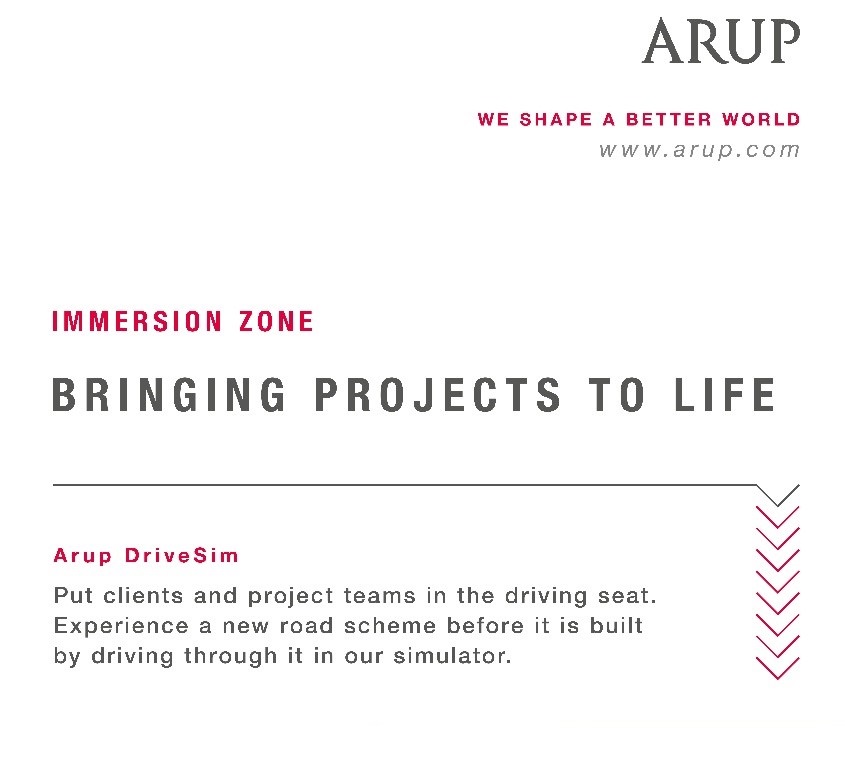 ARUP
WE SHAPE A BETTER WORLD
www.arup.com
IMMERSION ZONE
BRINGING PROJECTS TO LIFE
Arup DriveSim
Put clients and project teams in the driving seat.
Experience a new road scheme before it is built
by driving through it in our simulator.